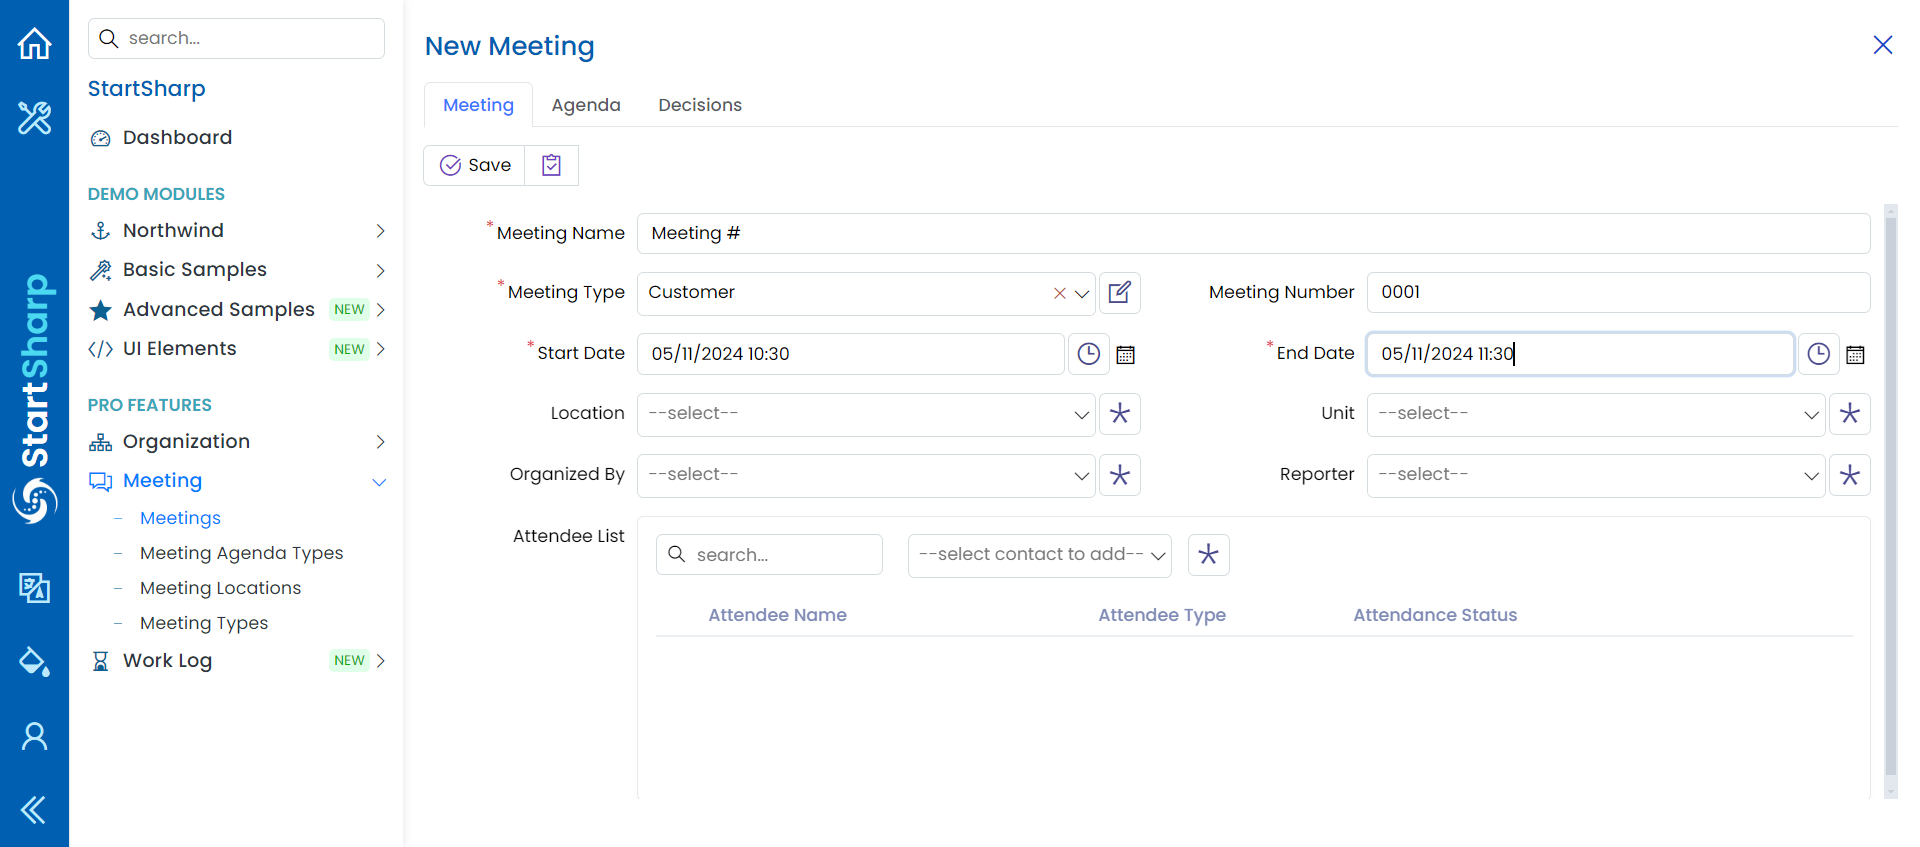 search...
StartSharp
Dashboard
DEMO MODULES
Northwind
Basic Samples
Advanced Samples NEW
UI Elements NEW
PRO FEATURES
Organization
Meeting
Meetings
Meeting Agenda Types
Meeting Locations
Meeting Types
Work Log NEW
StartSharp
New Meeting
Meeting Agenda Decisions
Save
*Meeting Name Meeting #
*Meeting Type Customer Meeting Number 0001
*Start Date 05/11/2024 10:30 *End Date 05/11/2024 11:30
Location --select-- Unit --select--
Organized By --select-- Reporter --select--
Attendee List search... --select contact to add--
Attendee Name Attendee Type Attendance Status